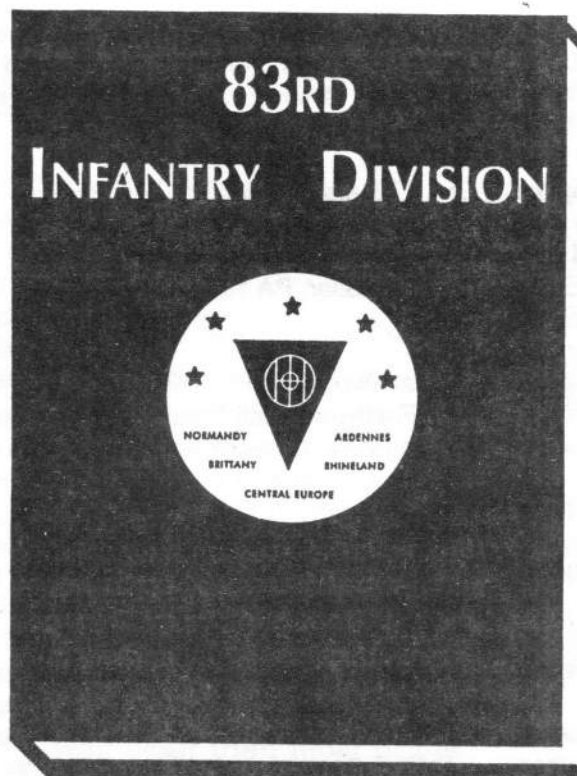 83RD
INFANTRY DIVISION
NORMANDY ARDENNES
BRITTANY RHINELAND
CENTRAL EUROPE